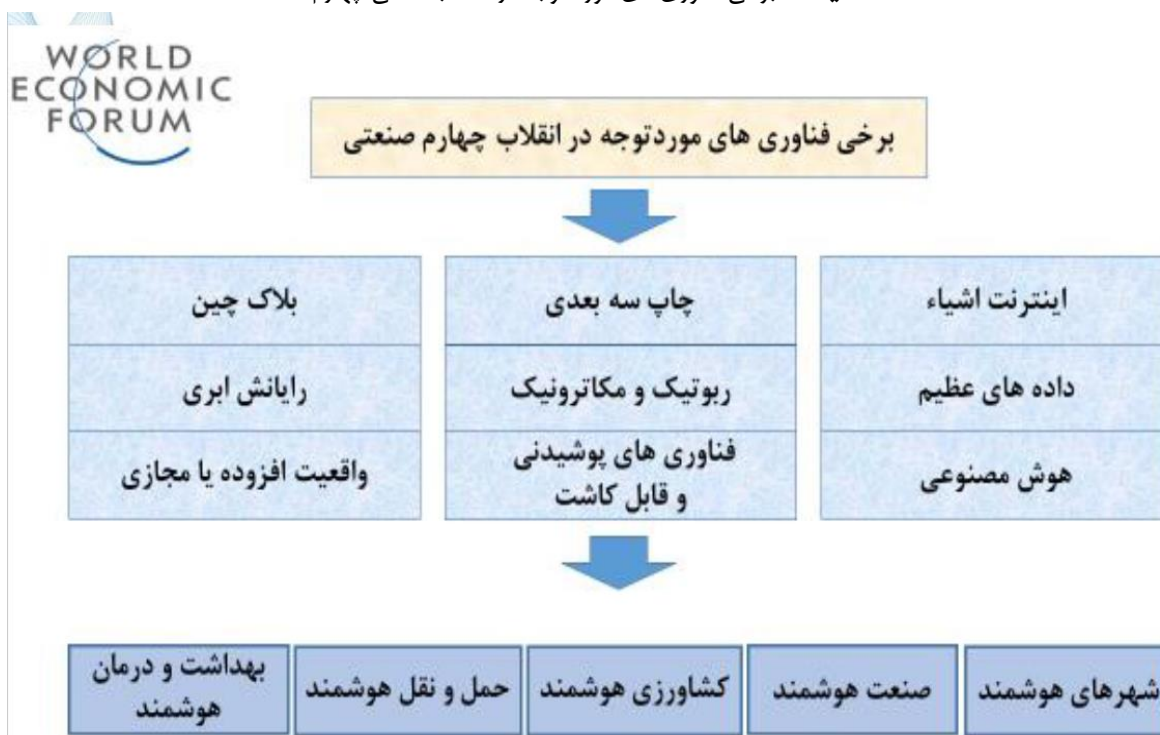 WORLD
ECONOMIC
FORUM
برخی فناوری های موردتوجه در انقلاب چهارم صنعتی
اینترنت اشیاء
چاپ سه بعدی
بلاک چین
داده های عظیم
ربوتیک و مکاترونیک
رایانش ابری
هوش مصنوعی
فناوری های پوشیدنی
و قابل کاشت
واقعیت افزوده یا مجازی
شهرهای هوشمند
صنعت هوشمند
کشاورزی هوشمند
حمل و نقل هوشمند
بهداشت و درمان
هوشمند